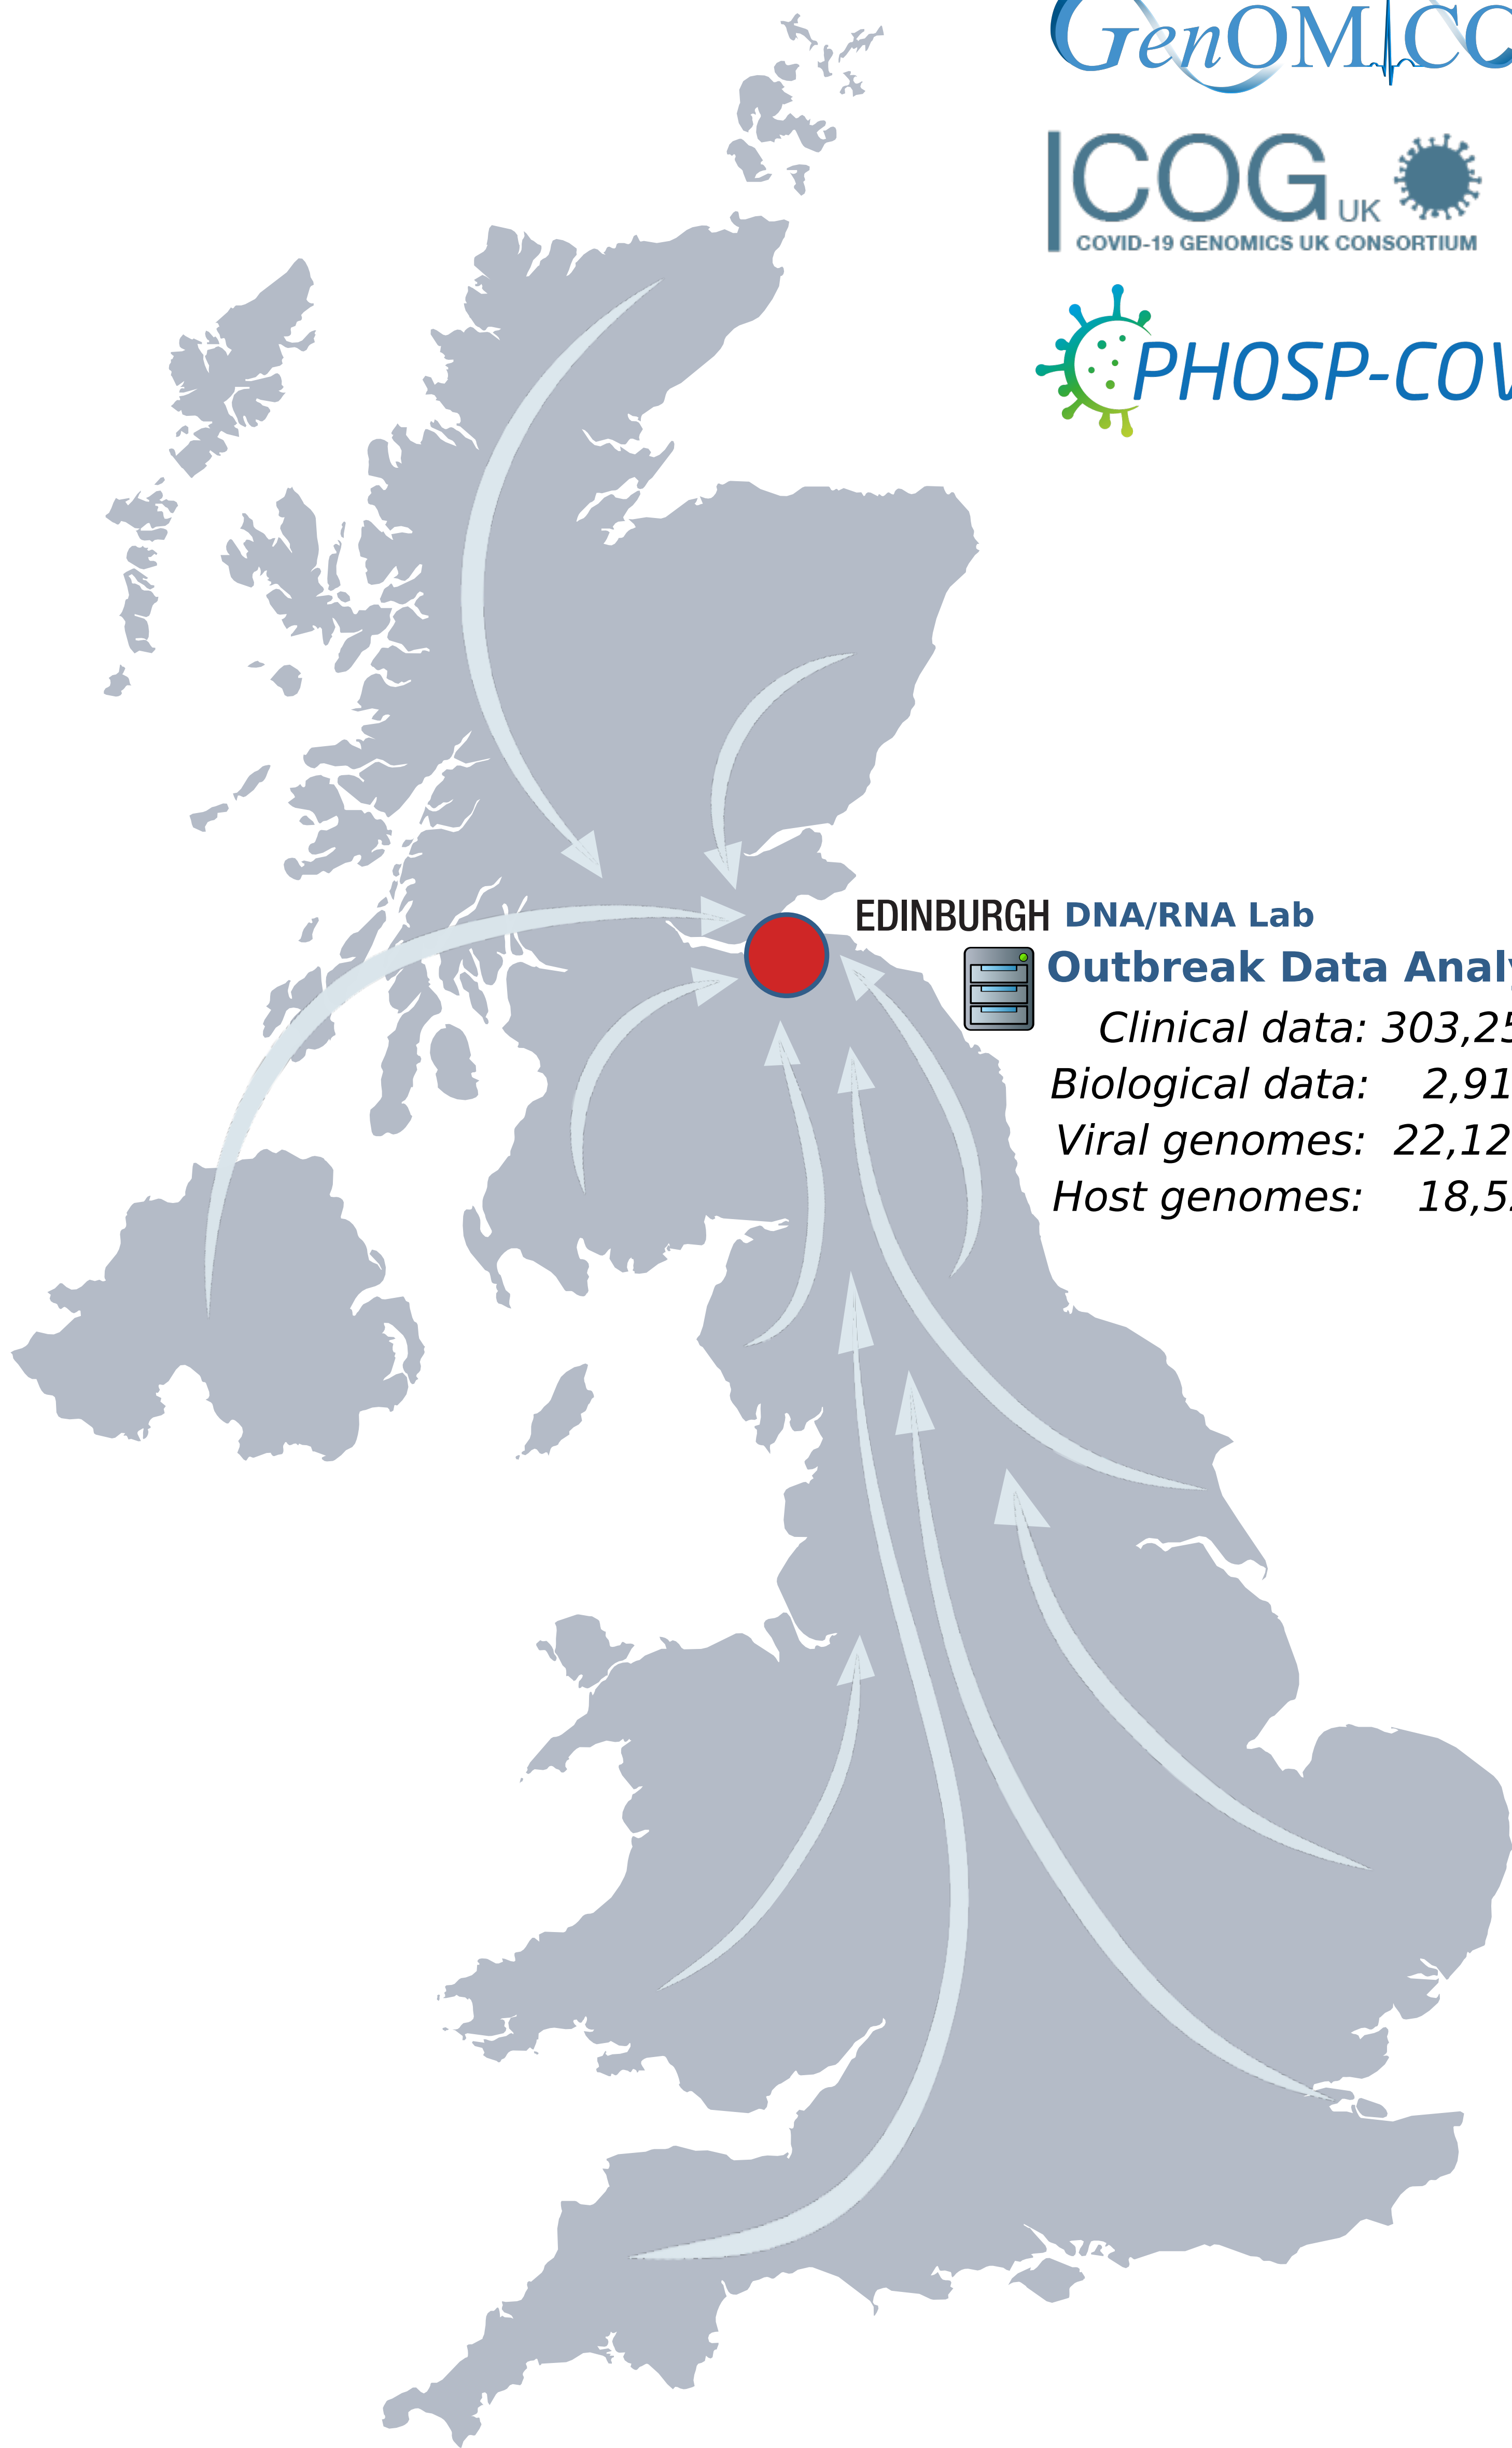 GenOMICC
COG UK
COVID-19 GENOMICS UK CONSORTIUM
PHOSP-COV
EDINBURGH DNA/RNA Lab
Outbreak Data Analy
Clinical data: 303,25
Biological data: 2,91
Viral genomes: 22,12
Host genomes: 18,5